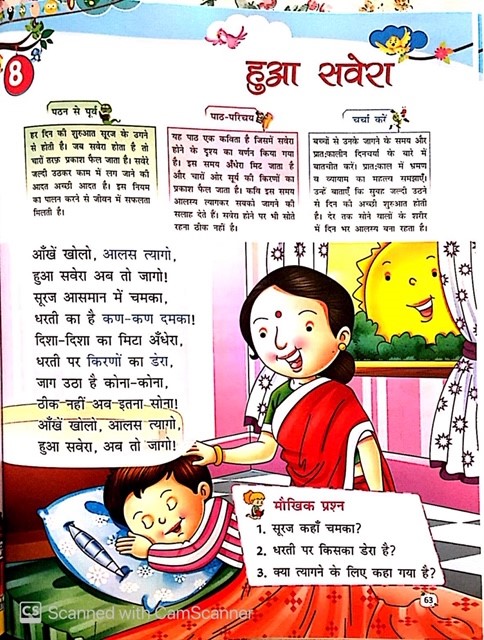 8
हुआ सवेरा
पठन से पूर्व
हर दिन की शुरुआत सूरज के उगने
से होती है। जब सवेरा होता है तो
चारों तरफ़ प्रकाश फैल जाता है। सवेरे
जल्दी उठकर काम में लग जाने की
आदत अच्छी आदत है। इस नियम
का पालन करने से जीवन में सफलता
मिलती है।
पाठ-परिचय
यह पाठ एक कविता है जिसमें सवेरा
होने के दृश्य का वर्णन किया गया
है। इस समय अँधेरा मिट जाता है
और चारों ओर सूर्य की किरणों का
प्रकाश फैल जाता है। कवि इस समय
आलस्य त्यागकर सबको जागने की
सलाह देते हैं। सवेरा होने पर भी सोते
रहना ठीक नहीं है।
चर्चा करें
बच्चों से उनके जागने के समय और
प्रातःकालीन दिनचर्या के बारे में
बातचीत करें। प्रातःकाल में भ्रमण
व व्यायाम का महत्त्व समझाएँ।
उन्हें बताएँ कि सुबह जल्दी उठने
से दिन की अच्छी शुरुआत होती
है। देर तक सोने वालों के शरीर
में दिन भर आलस्य बना रहता है।
आँखें खोलो, आलस त्यागो,
हुआ सवेरा अब तो जागो!
सूरज आसमान में चमका,
धरती का है कण-कण दमका!
दिशा-दिशा का मिटा अँधेरा,
धरती पर किरणों का डेरा,
जाग उठा है कोना-कोना,
ठीक नहीं अब-इतना-सोना!
आँखें खोलो, आलस त्यागो,
हुआ सवेरा, अब तो जागो!
मौखिक प्रश्न
1. सूरज कहाँ चमका?
2. धरती पर किसका डेरा है?
3. क्या त्यागने के लिए कहा गया है?
63
CS Scanned with CamScanner